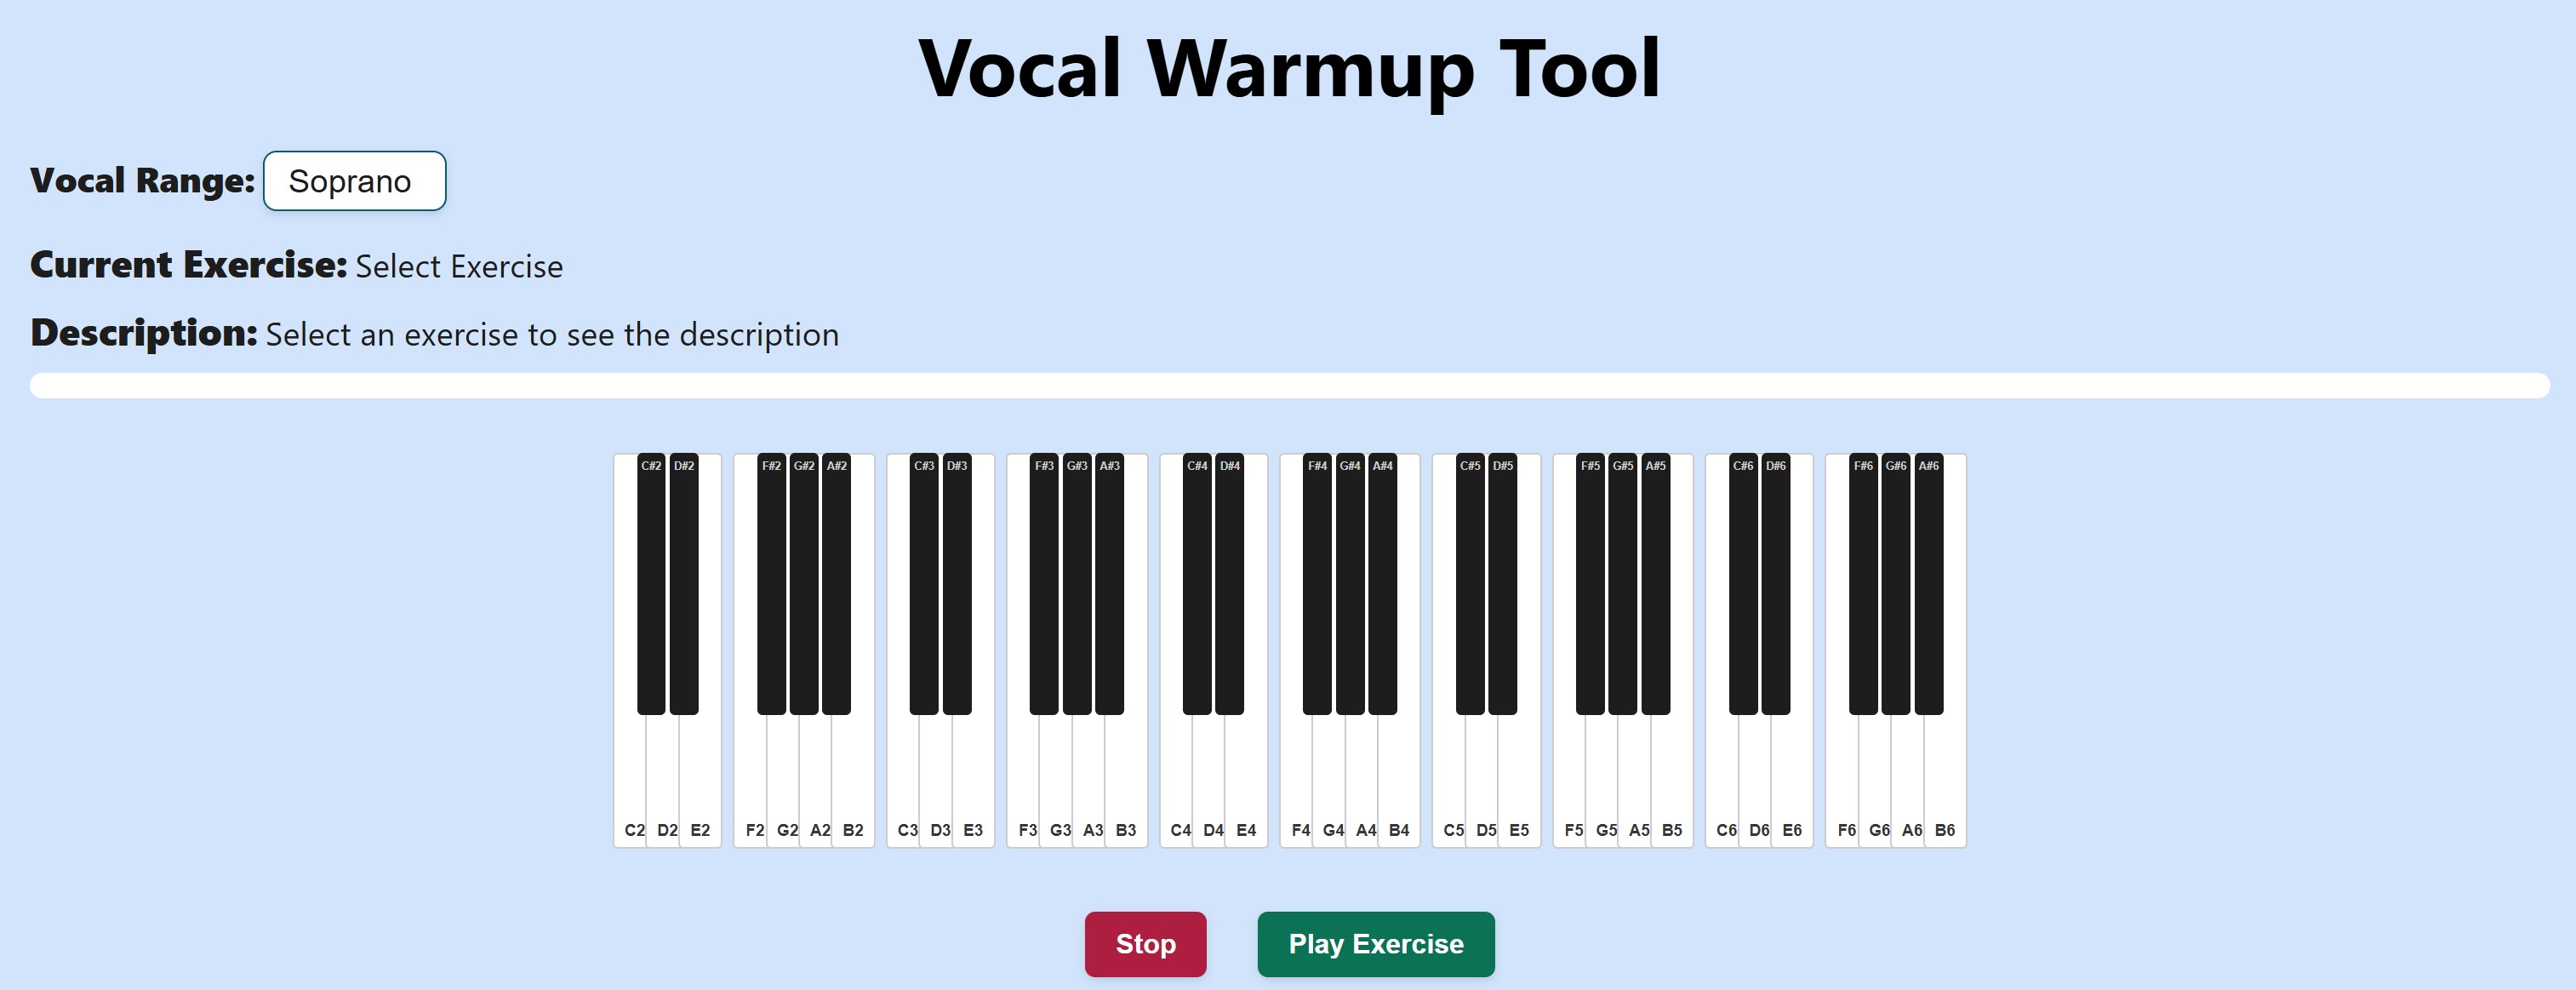 Vocal Warmup Tool
Vocal Range: Soprano
Current Exercise: Select Exercise
Description: Select an exercise to see the description
C#2 D#2 F#2 G#2 A#2 C#3 D#3 F#3 G#3 A#3 C#4 D#4 F#4 G#4 A#4 C#5 D#5 F#5 G#5 A#5 C#6 D#6 F#6 G#6 A#6
C2 D2 E2 F2 G2 A2 B2 C3 D3 E3 F3 G3 A3 B3 C4 D4 E4 F4 G4 A4 B4 C5 D5 E5 F5 G5 A5 B5 C6 D6 E6 F6 G6 A6 B6
Stop Play Exercise